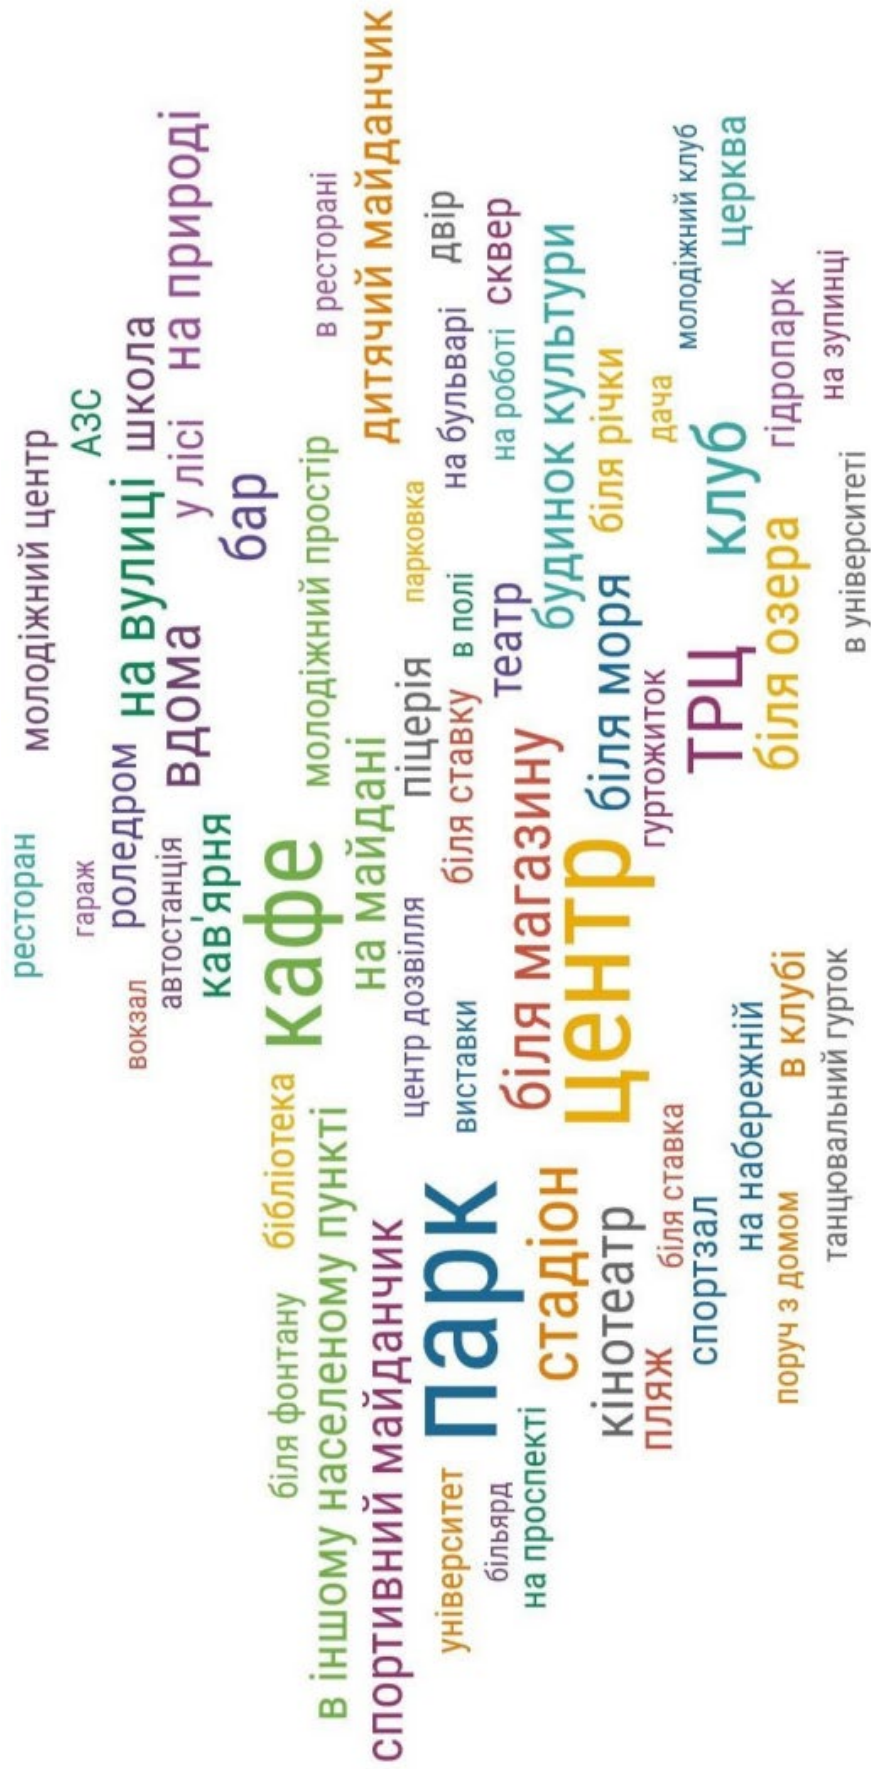 ресторан
молодіжний центр
гараж
АЗС
вокзал
роледром
на вулиці
школа
автостанція
вдома
у лісі
на природі
кав'ярня
бар
бібліотека
кафе
біля фонтану
молодіжний простір
в ресторані
в іншому населеному пункті
на майдані
дитячий майданчик
спортивний майданчик
центр дозвілля
піцерія
парковка
двір
університет
парк
виставки
біля ставку
в полі
на бульварі
більярд
біля магазину
театр
на роботі
сквер
на проспекті
стадіон
центр
будинок культури
кінотеатр
біля моря
біля річки
пляж
біля ставка
гуртожиток
дача
молодіжний клуб
спортзал
ТРЦ
клуб
церква
на набережній
біля озера
гідропарк
поруч з домом
в клубі
на зупинці
танцювальний гурток
в університеті